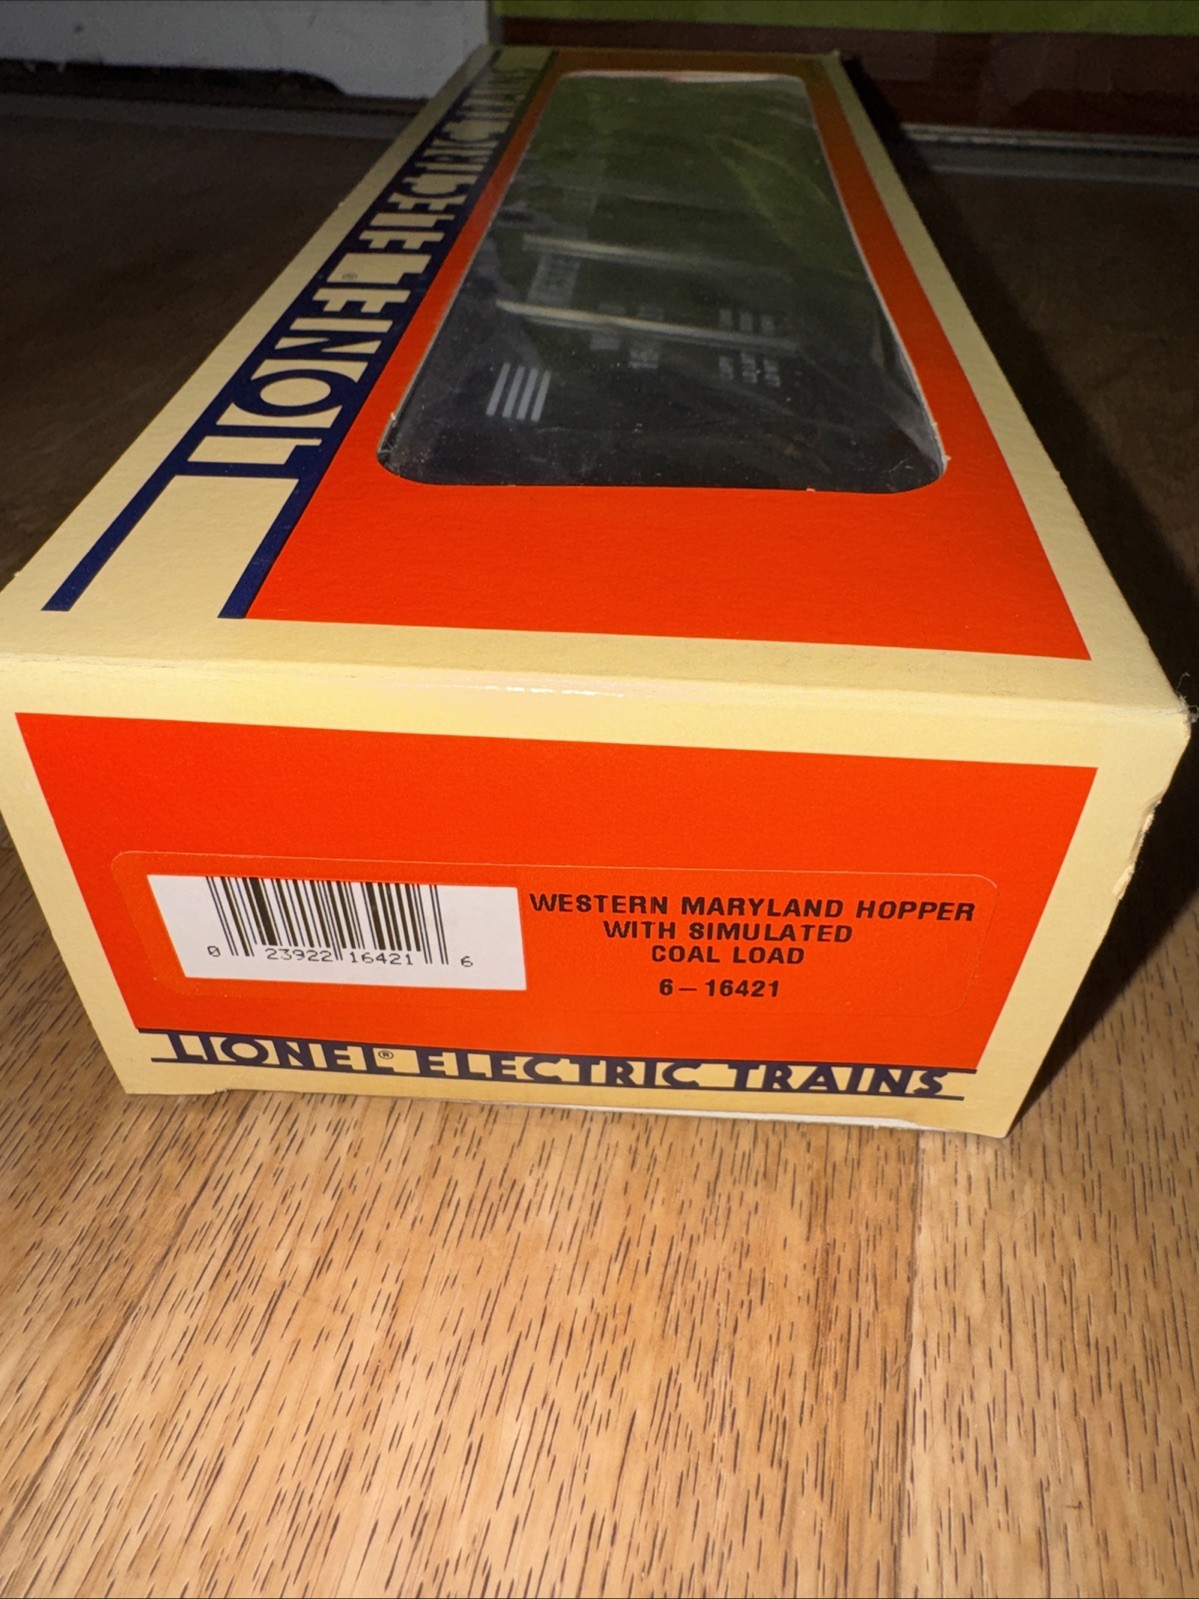 LIONEL® ELECTRIC TRAINS
WESTERN MARYLAND HOPPER
WITH SIMULATED
COAL LOAD
6-16421
0 23922 16421 6
LIONEL® ELECTRIC TRAINS